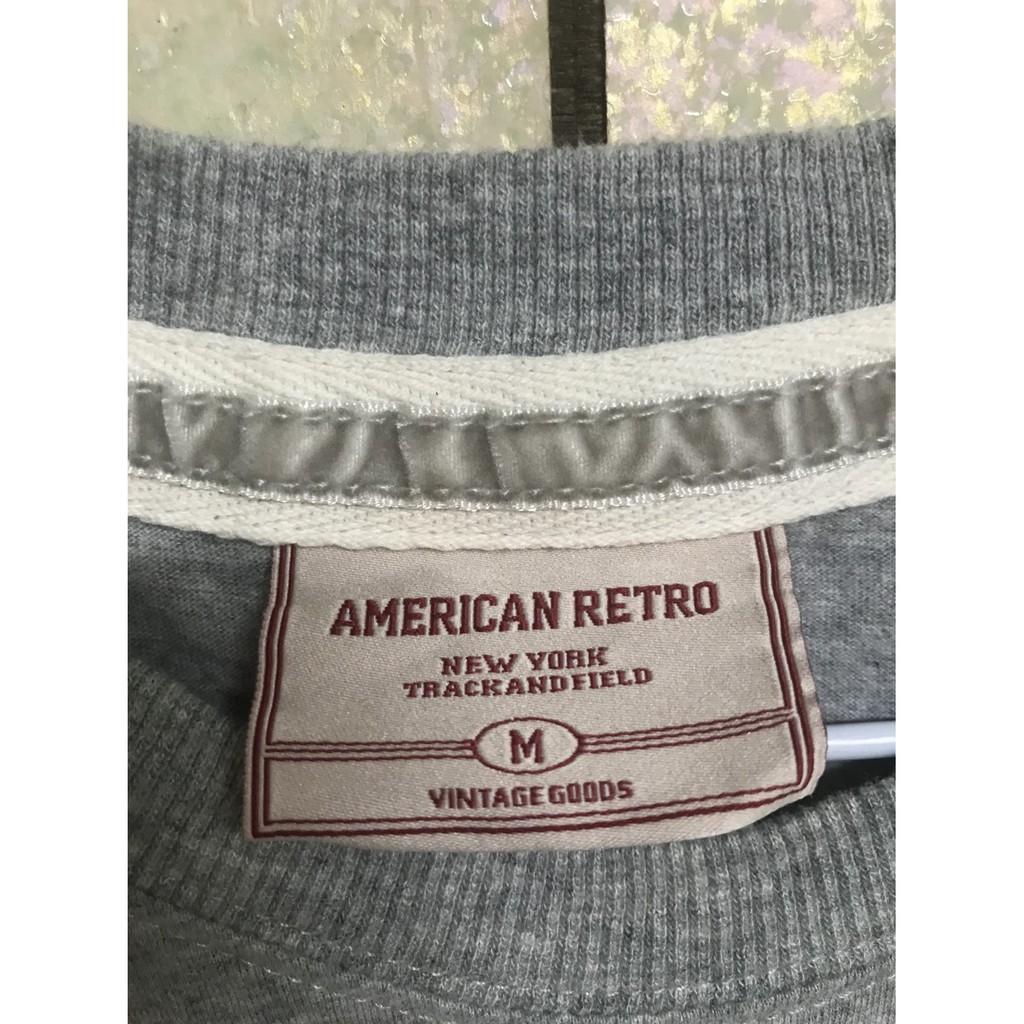 AMERICAN RETRO
NEW YORK
TRACKANDFIELD
M
VINTAGE GOODS